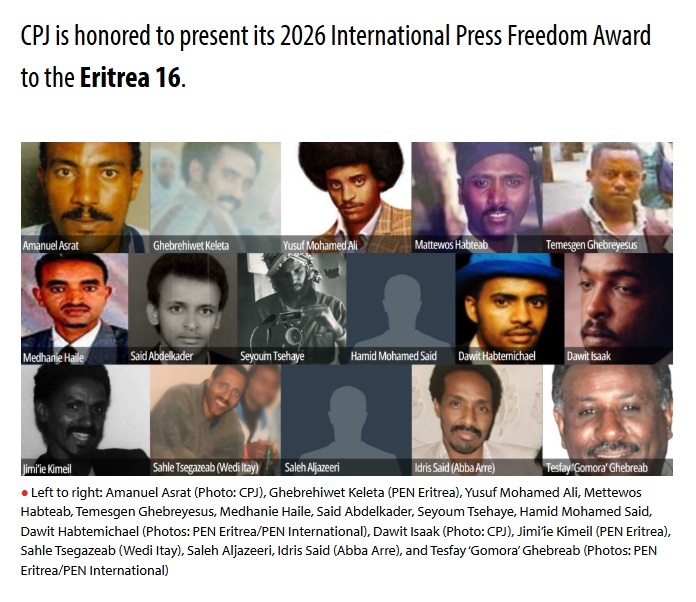 CPJ is honored to present its 2026 International Press Freedom Award
to the Eritrea 16.
Amanuel Asrat
Ghebrehiwet Keleta
Yusuf Mohamed Ali
Mattewos Habteab
Temesgen Ghebreyesus
Medhanie Haile
Said Abdelkader
Seyoum Tsehaye
Hamid Mohamed Said
Dawit Habtemichael
Dawit Isaak
Jimi'ie Kimeil
Sahle Tsegazeab (Wedi Itay)
Saleh Aljazeeri
Idris Said (Abba Arre)
Tesfay 'Gomora' Ghebreab
• Left to right: Amanuel Asrat (Photo: CPJ), Ghebrehiwet Keleta (PEN Eritrea), Yusuf Mohamed Ali, Mettewos
Habteab, Temesgen Ghebreyesus, Medhanie Haile, Said Abdelkader, Seyoum Tsehaye, Hamid Mohamed Said,
Dawit Habtemichael (Photos: PEN Eritrea/PEN International), Dawit Isaak (Photo: CPJ), Jimi'ie Kimeil (PEN Eritrea),
Sahle Tsegazeab (Wedi Itay), Saleh Aljazeeri, Idris Said (Abba Arre), and Tesfay 'Gomora' Ghebreab (Photos: PEN
Eritrea/PEN International)